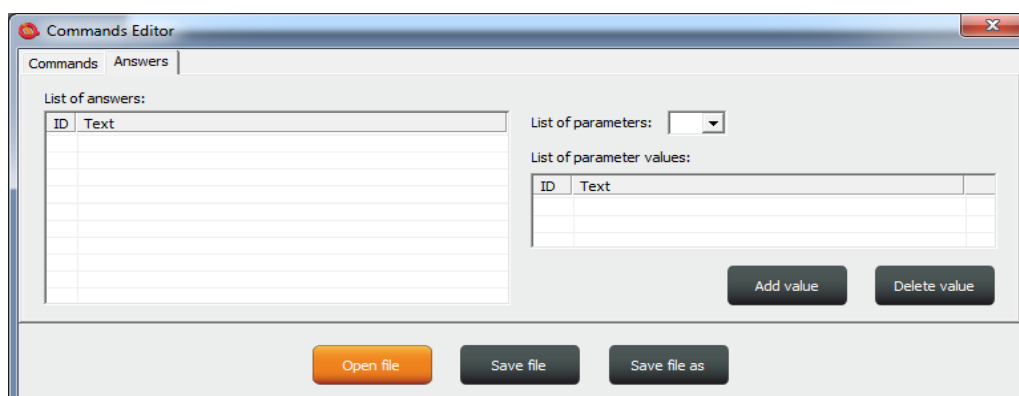 Commands Editor
Commands Answers
List of answers:
ID Text
List of parameters:
List of parameter values:
ID Text
Add value Delete value
Open file Save file Save file as